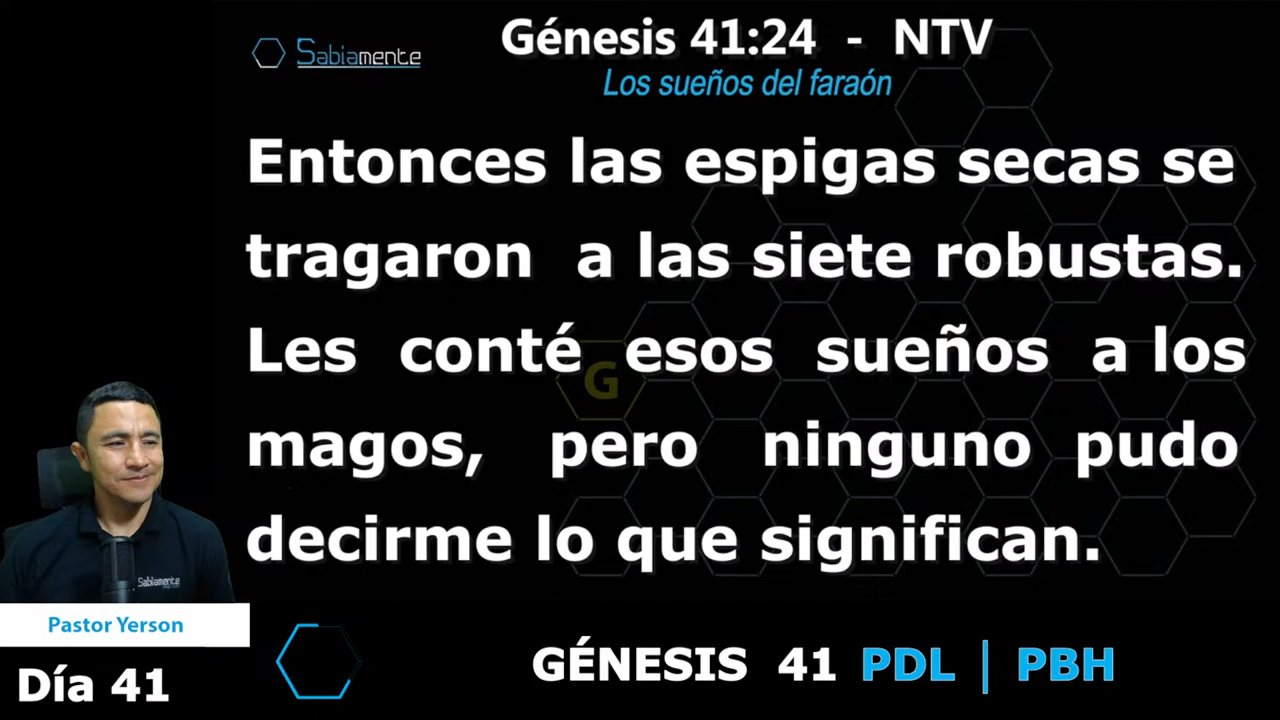 Sabiamente
Génesis 41:24 - NTV
Los sueños del faraón
Entonces las espigas secas se
tragaron a las siete robustas.
Les conté esos sueños a los
magos, pero ninguno pudo
decirme lo que significan.
G
Sabiamente
Pastor Yerson
Día 41
GÉNESIS 41 PDL | PBH